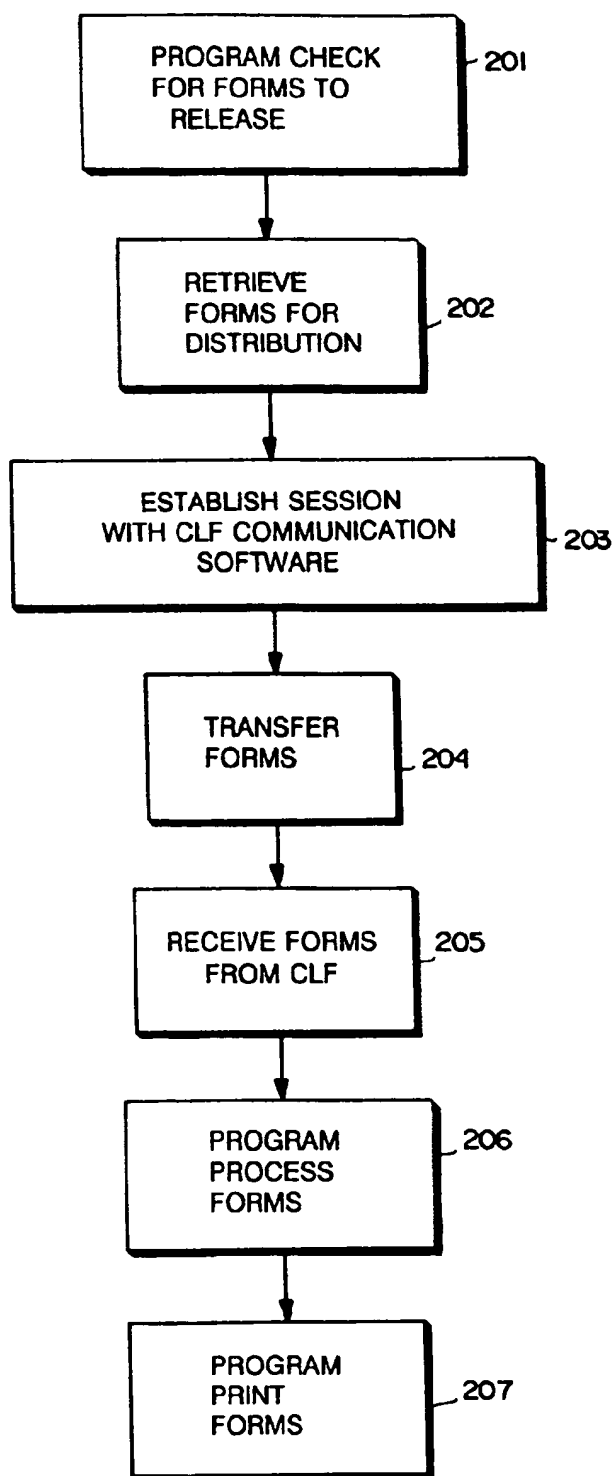 PROGRAM CHECK
FOR FORMS TO
RELEASE
201
RETRIEVE
FORMS FOR
DISTRIBUTION
202
ESTABLISH SESSION
WITH CLF COMMUNICATION
SOFTWARE
203
TRANSFER
FORMS
204
RECEIVE FORMS
FROM CLF
205
PROGRAM
PROCESS
FORMS
206
PROGRAM
PRINT
FORMS
207